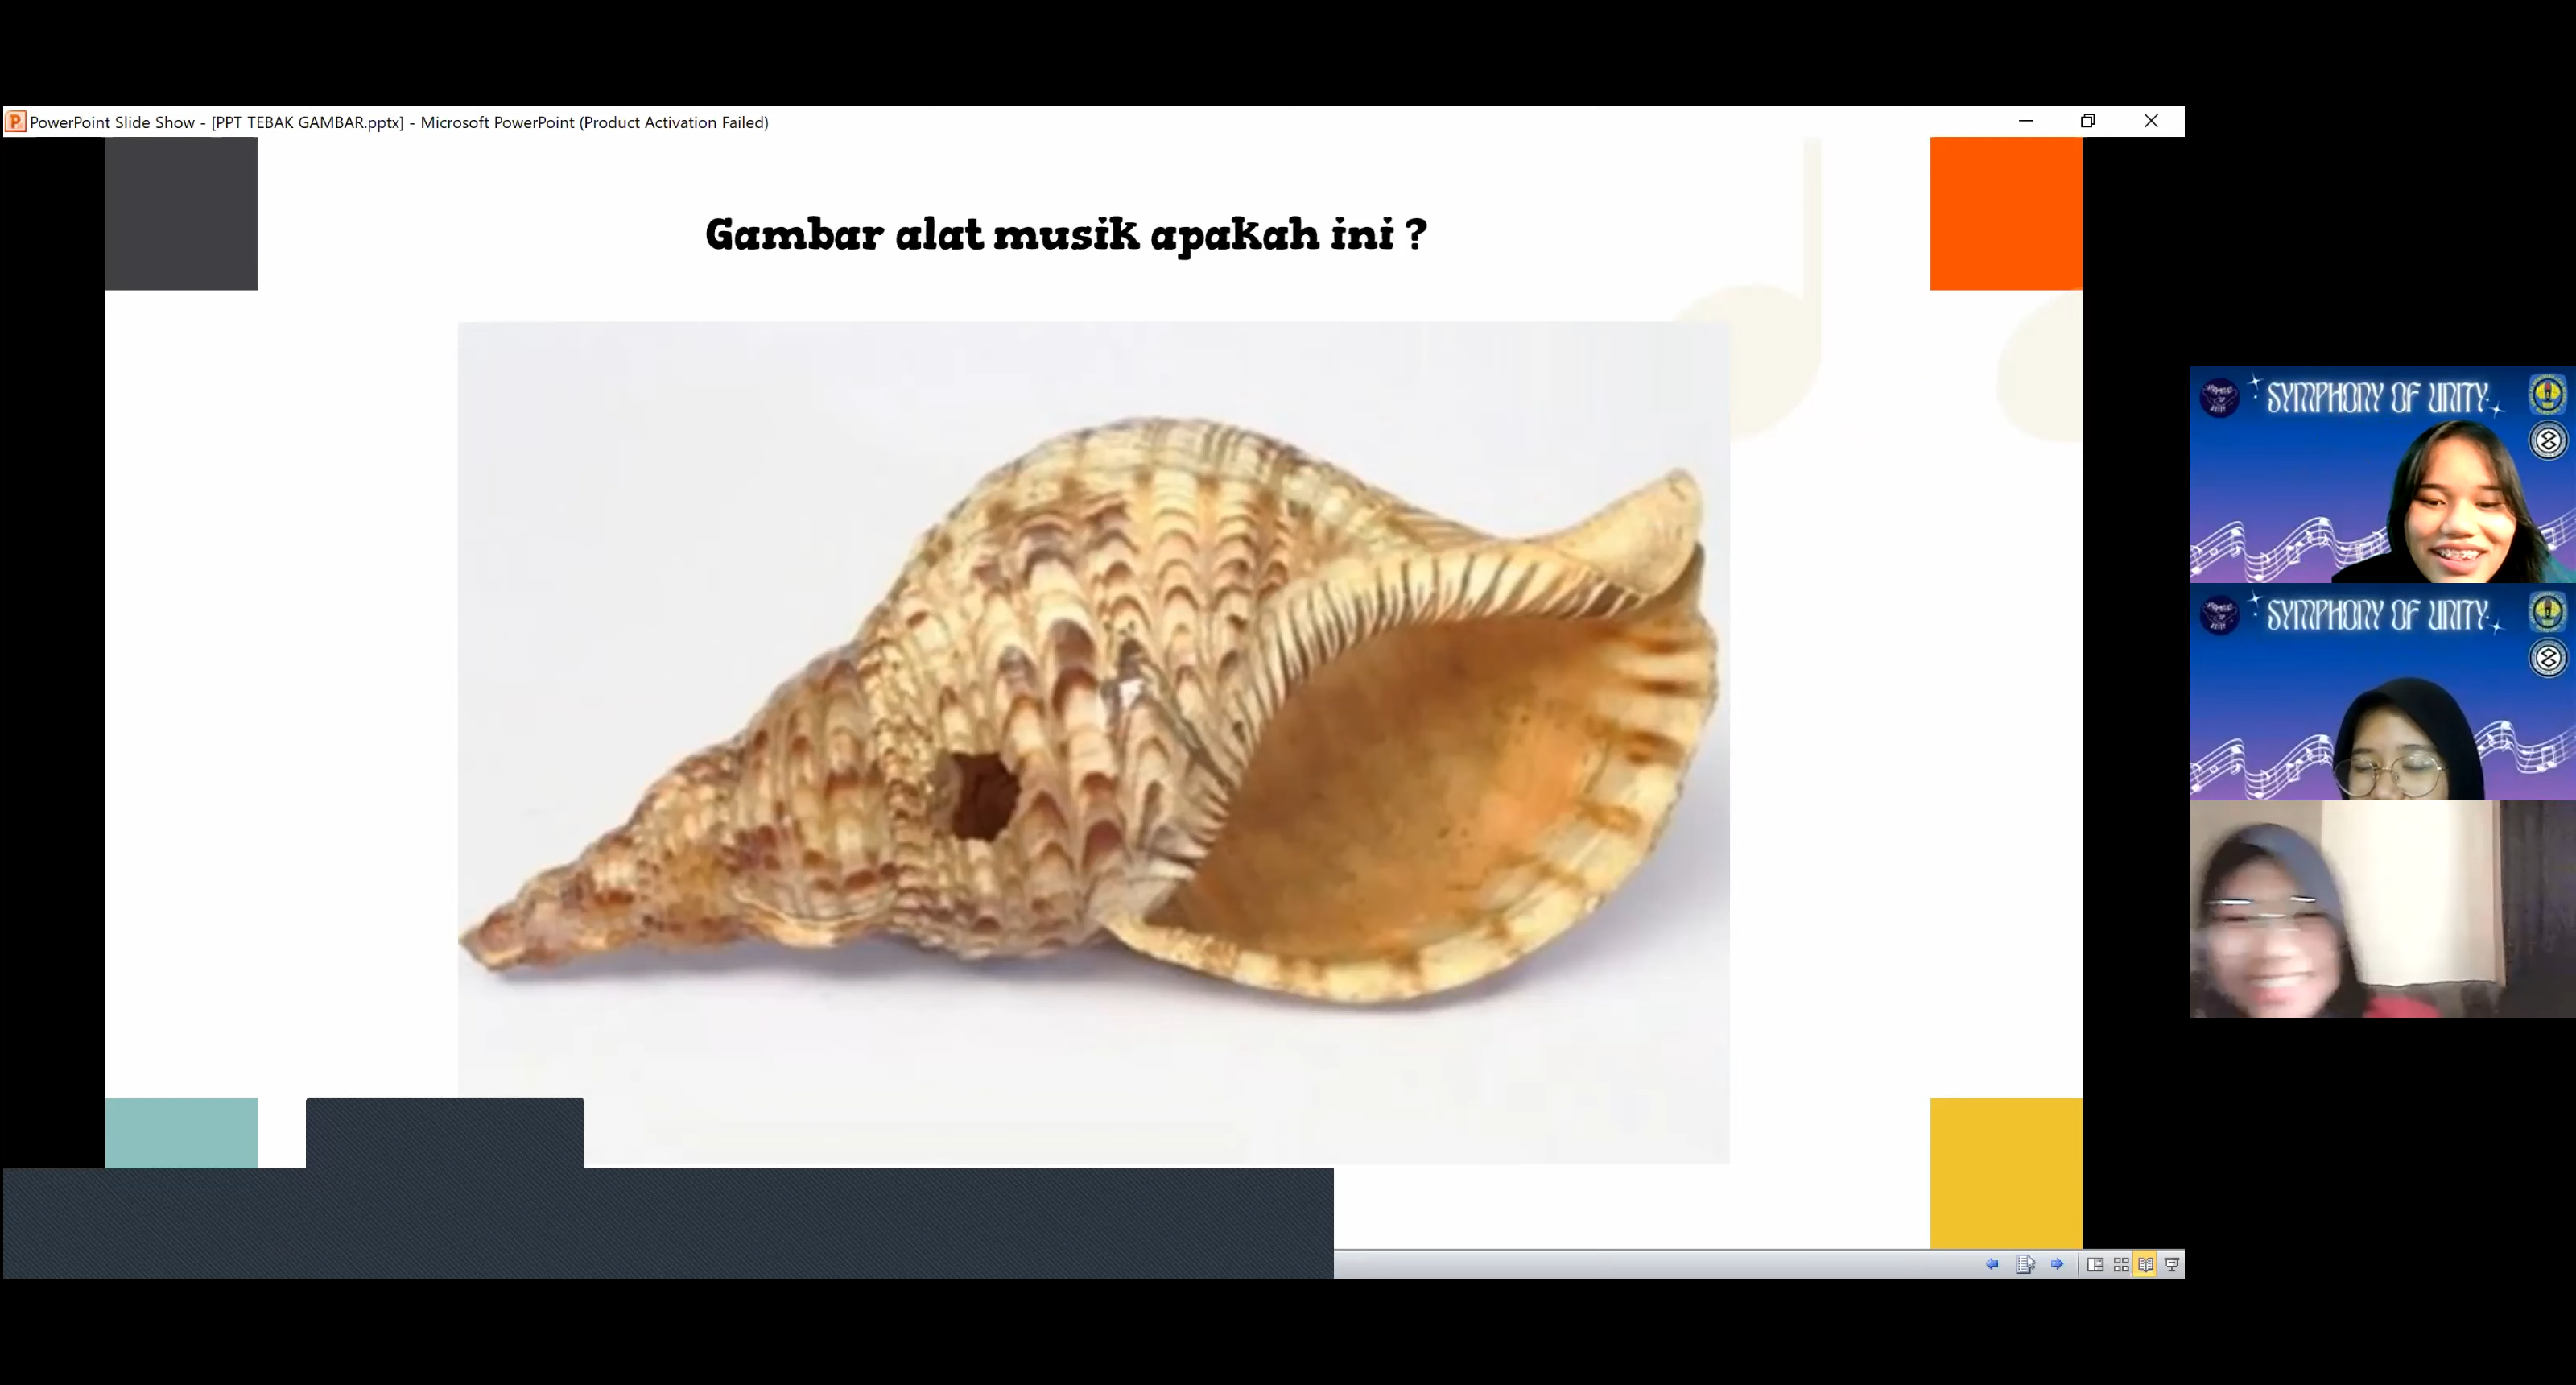 PowerPoint Slide Show - [PPT TEBAK GAMBAR.pptx] - Microsoft PowerPoint (Product Activation Failed)
Gambar alat musik apakah ini ?
SYMPHONY OF UNITY
SYMPHONY OF UNITY